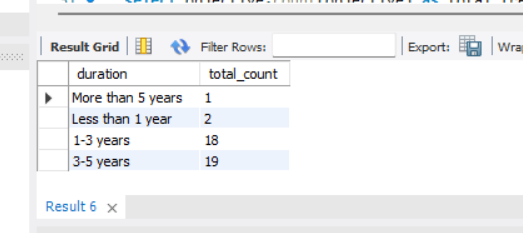 Result Grid Filter Rows: Export:
duration total_count
More than 5 years 1
Less than 1 year 2
1-3 years 18
3-5 years 19
Result 6 ×